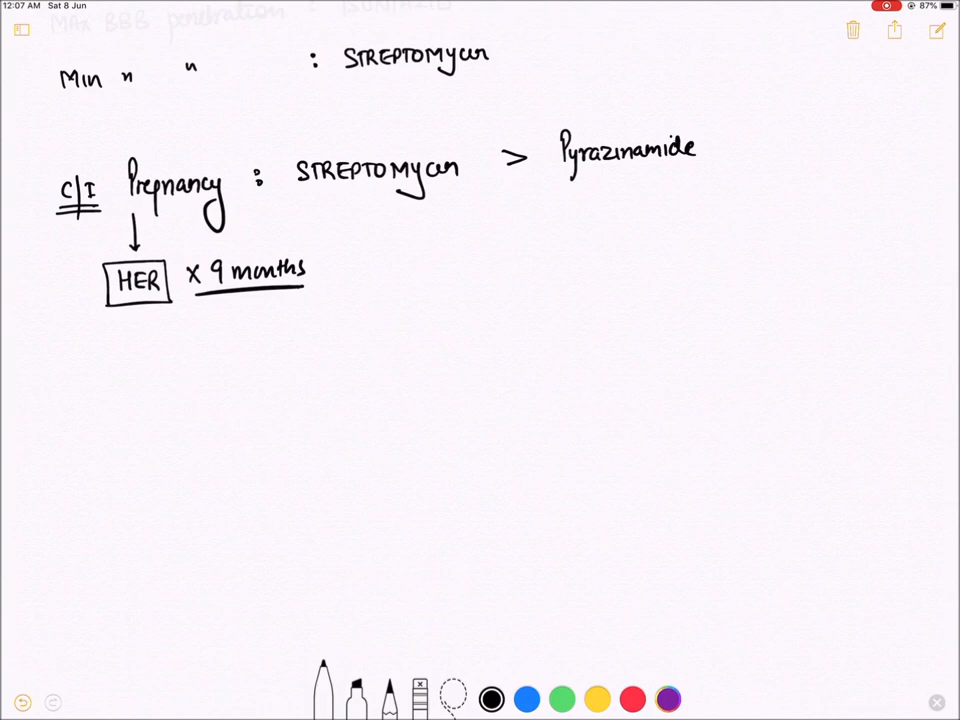 12:07 AM Sat 8 Jun 87%
MAX BBB penetration : ISONIAZID
Min " " : STREPTOMycin
C/I Pregnancy : STREPTOMycin > Pyrazinamide
HER x 9 months